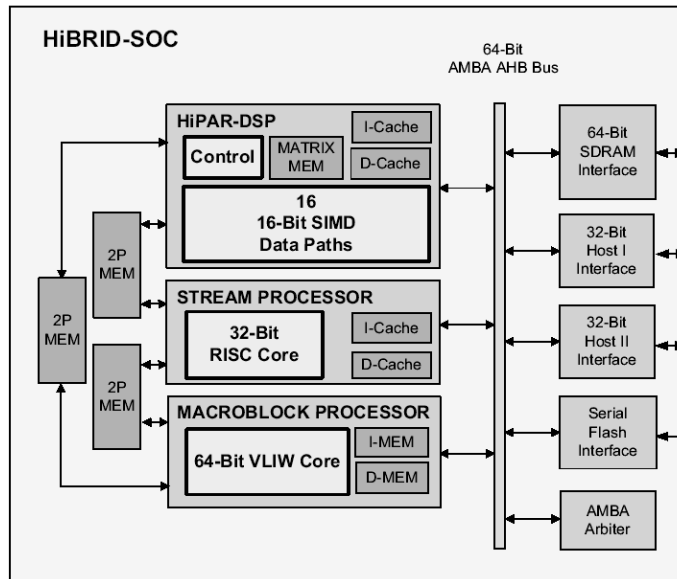 HiBRID-SOC
64-Bit
AMBA AHB Bus
HiPAR-DSP
Control
MATRIX
MEM
I-Cache
D-Cache
16
16-Bit SIMD
Data Paths
64-Bit
SDRAM
Interface
2P
MEM
32-Bit
Host I
Interface
2P
MEM
STREAM PROCESSOR
32-Bit
RISC Core
I-Cache
D-Cache
32-Bit
Host II
Interface
2P
MEM
MACROBLOCK PROCESSOR
64-Bit VLIW Core
I-MEM
D-MEM
Serial
Flash
Interface
AMBA
Arbiter